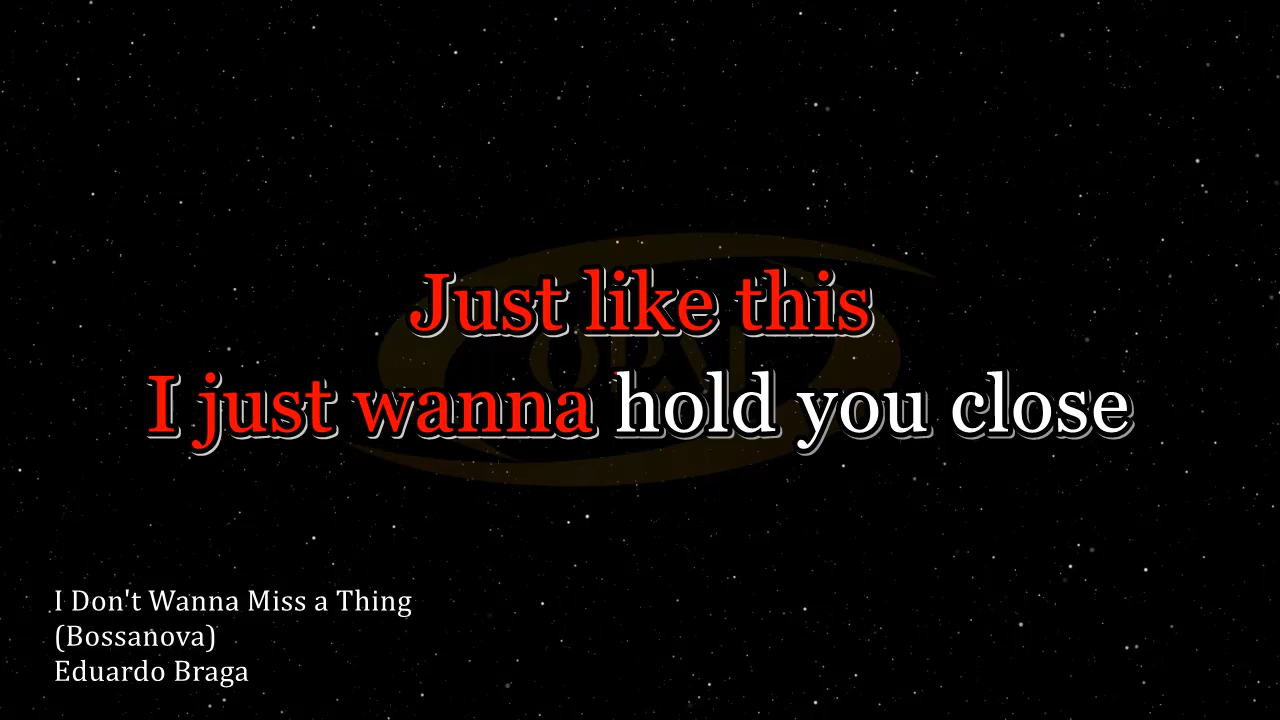 Just like this
I just wanna hold you close
I Don't Wanna Miss a Thing
(Bossanova)
Eduardo Braga